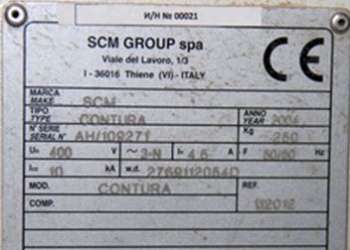 И/Н № 00021
SCM GROUP spa
Viale del Lavoro, 1/3
I - 36016 Thiene (VI) - ITALY
CE
MARCA
MAKE SCM
TIPO
TYPE CONTURA
ANNO
YEAR 2004
N° SERIE
SERIAL N° AH/109271
Kg 250
Un 400 V ~ 3-N In 4.6 A F 50/60 Hz
Icc 10 kA w.d. 2769112054D
MOD. CONTURA REF.
COMP. 112012